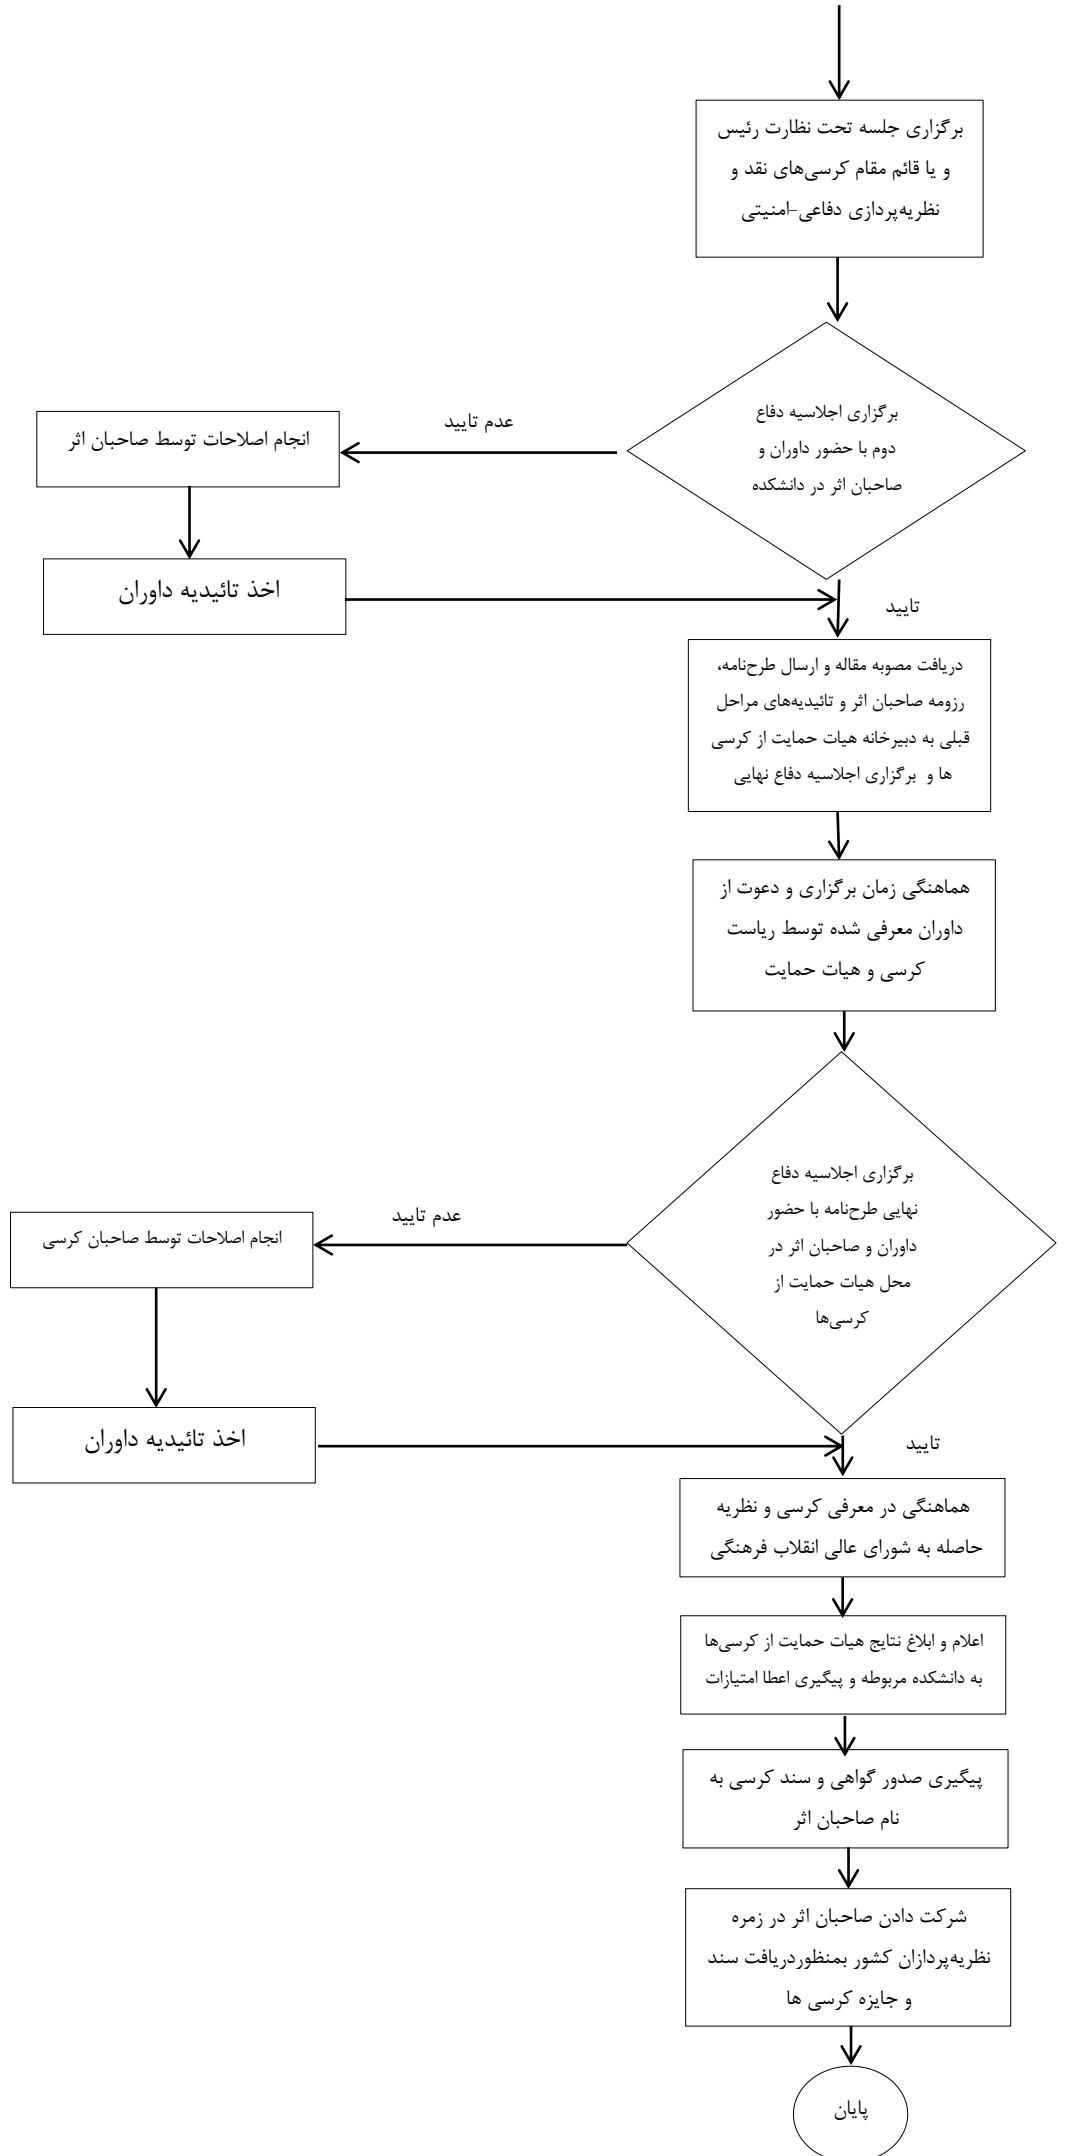 برگزاری جلسه تحت نظارت رئیس
و یا قائم مقام کرسی‌های نقد و
نظریه‌پردازی دفاعی-امنیتی
برگزاری اجلاسیه دفاع
دوم با حضور داوران و
صاحبان اثر در دانشکده
عدم تایید
انجام اصلاحات توسط صاحبان اثر
اخذ تائیدیه داوران
تایید
دریافت مصوبه مقاله و ارسال طرح‌نامه،
رزومه صاحبان اثر و تائیدیه‌های مراحل
قبلی به دبیرخانه هیات حمایت از کرسی
ها و برگزاری اجلاسیه دفاع نهایی
هماهنگی زمان برگزاری و دعوت از
داوران معرفی شده توسط ریاست
کرسی و هیات حمایت
برگزاری اجلاسیه دفاع
نهایی طرح‌نامه با حضور
داوران و صاحبان اثر در
محل هیات حمایت از
کرسی‌ها
عدم تایید
انجام اصلاحات توسط صاحبان کرسی
اخذ تائیدیه داوران
تایید
هماهنگی در معرفی کرسی و نظریه
حاصله به شورای عالی انقلاب فرهنگی
اعلام و ابلاغ نتایج هیات حمایت از کرسی‌ها
به دانشکده مربوطه و پیگیری اعطا امتیازات
پیگیری صدور گواهی و سند کرسی به
نام صاحبان اثر
شرکت دادن صاحبان اثر در زمره
نظریه‌پردازان کشور بمنظوردریافت سند
و جایزه کرسی ها
پایان